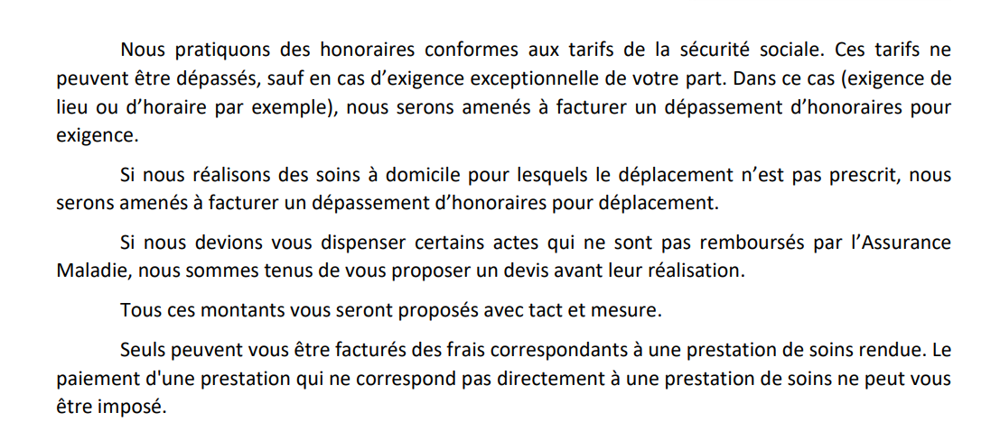 Nous pratiquons des honoraires conformes aux tarifs de la sécurité sociale. Ces tarifs ne
peuvent être dépassés, sauf en cas d’exigence exceptionnelle de votre part. Dans ce cas (exigence de
lieu ou d’horaire par exemple), nous serons amenés à facturer un dépassement d’honoraires pour
exigence.
Si nous réalisons des soins à domicile pour lesquels le déplacement n’est pas prescrit, nous
serons amenés à facturer un dépassement d’honoraires pour déplacement.
Si nous devions vous dispenser certains actes qui ne sont pas remboursés par l’Assurance
Maladie, nous sommes tenus de vous proposer un devis avant leur réalisation.
Tous ces montants vous seront proposés avec tact et mesure.
Seuls peuvent vous être facturés des frais correspondants à une prestation de soins rendue. Le
paiement d'une prestation qui ne correspond pas directement à une prestation de soins ne peut vous
être imposé.